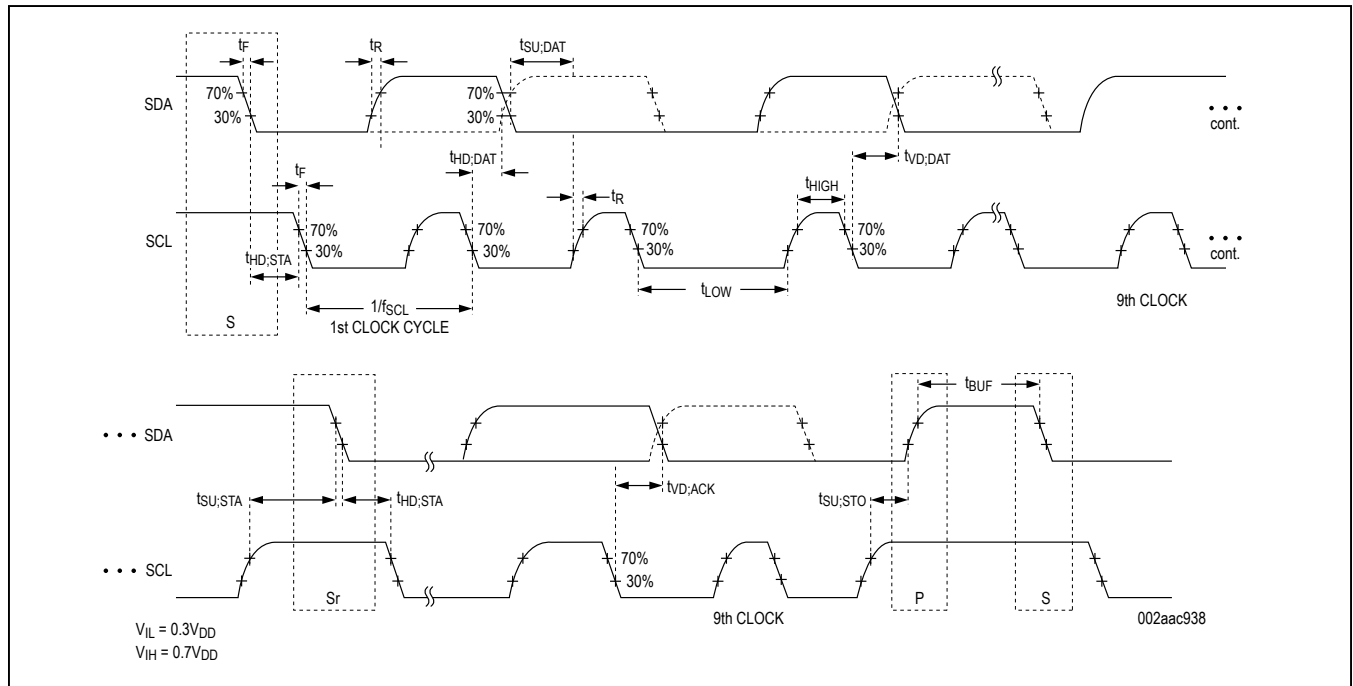 tF
tR
tSU;DAT
70%
30%
SDA
70%
30%
• • •
cont.
tHD;DAT
tVD;DAT
tF
tR
tHIGH
70%
30%
SCL
70%
30%
70%
30%
70%
30%
• • •
cont.
tHD;STA
tLOW
1/fSCL
1st CLOCK CYCLE
9th CLOCK
S
tBUF
• • • SDA
tSU;STA
tHD;STA
tVD;ACK
tSU;STO
70%
30%
• • • SCL
Sr
9th CLOCK
P
S
002aac938
VIL = 0.3VDD
VIH = 0.7VDD